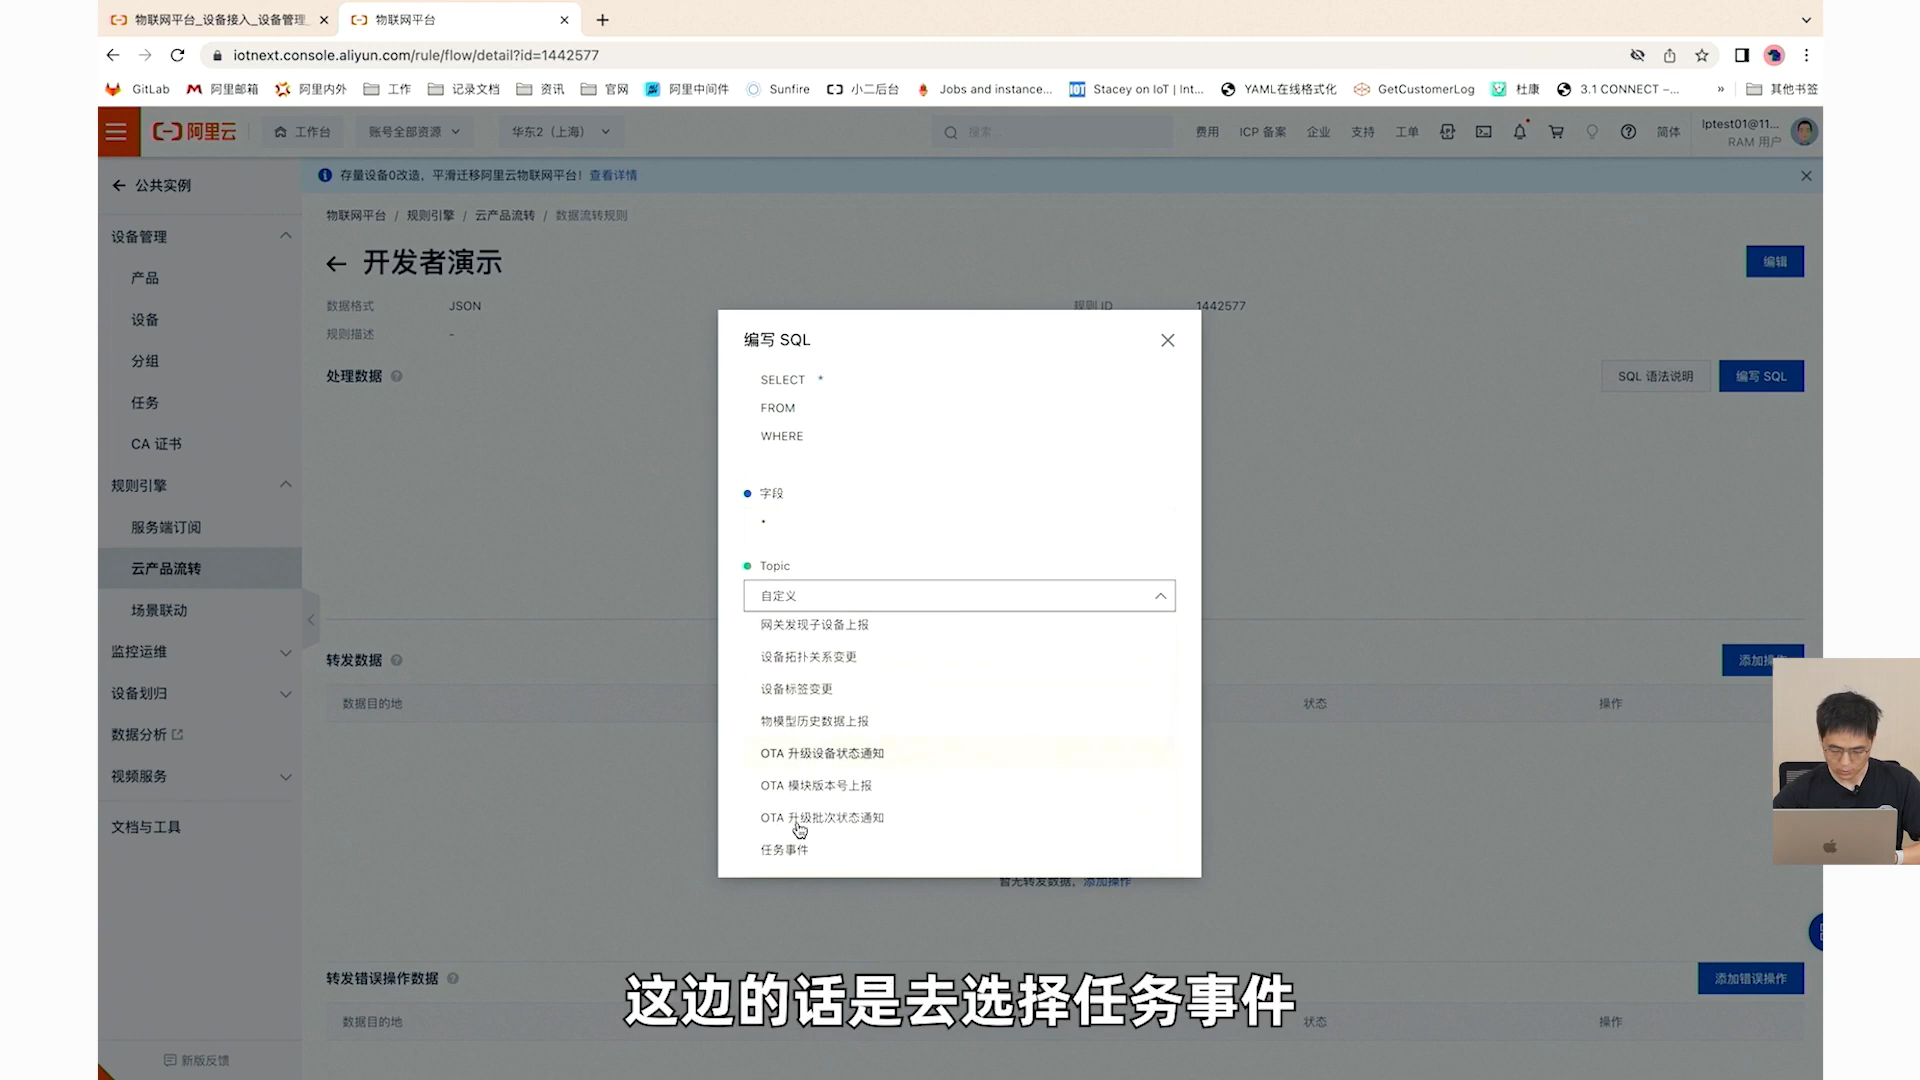 物联网平台_设备接入_设备管理
物联网平台
iotnext.console.aliyun.com/rule/flow/detail?id=1442577
GitLab
阿里邮箱
阿里内外
工作
记录文档
资讯
官网
阿里中间件
Sunfire
小二后台
Jobs and instance...
IOT
Stacey on IoT | Int...
YAML在线格式化
GetCustomerLog
杜康
3.1 CONNECT –...
»
其他书签
阿里云
工作台
账号全部资源
华东2（上海）
搜索...
费用
ICP 备案
企业
支持
工单
简体
lptest01@11...
RAM 用户
公共实例
存量设备0改造，平滑迁移阿里云物联网平台！ 查看详情
物联网平台 / 规则引擎 / 云产品流转 / 数据流转规则
设备管理
产品
设备
分组
任务
CA 证书
规则引擎
服务端订阅
云产品流转
场景联动
监控运维
设备划归
数据分析
视频服务
文档与工具
新版反馈
开发者演示
编辑
数据格式
JSON
规则 ID
1442577
规则描述
-
处理数据
SQL 语法说明
编写 SQL
编写 SQL
SELECT *
FROM
WHERE
字段
*
Topic
自定义
网关发现子设备上报
设备拓扑关系变更
设备标签变更
物模型历史数据上报
OTA 升级设备状态通知
OTA 模块版本号上报
OTA 升级批次状态通知
任务事件
转发数据
添加操作
数据目的地
状态
操作
暂无转发数据，添加操作
转发错误操作数据
添加错误操作
数据目的地
状态
操作
这边的话是去选择任务事件